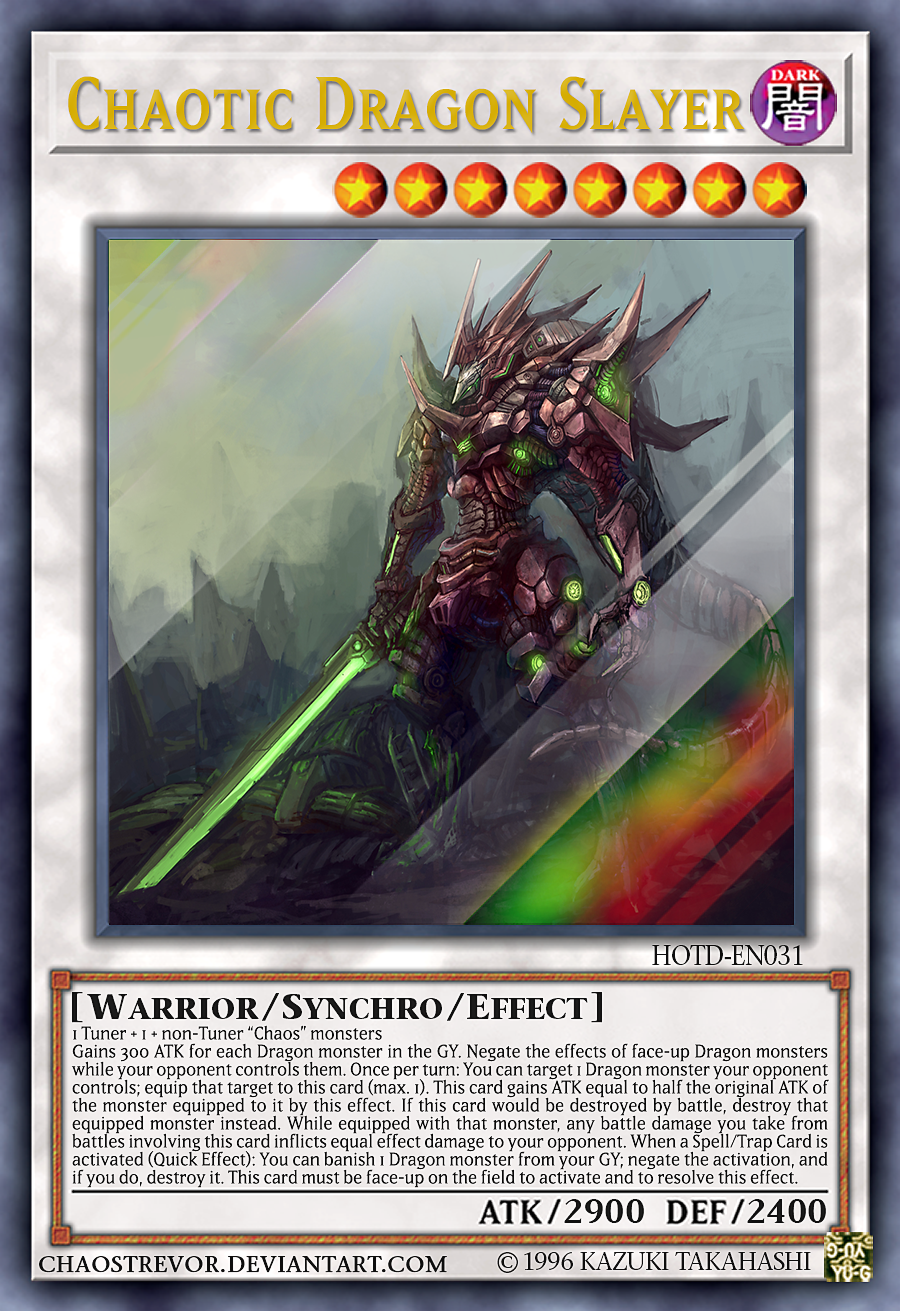 Chaotic Dragon Slayer
DARK
闇
HOTD-EN031
[Warrior/Synchro/Effect]
1 Tuner + 1 + non-Tuner “Chaos” monsters
Gains 300 ATK for each Dragon monster in the GY. Negate the effects of face-up Dragon monsters
while your opponent controls them. Once per turn: You can target 1 Dragon monster your opponent
controls; equip that target to this card (max. 1). This card gains ATK equal to half the original ATK of
the monster equipped to it by this effect. If this card would be destroyed by battle, destroy that
equipped monster instead. While equipped with that monster, any battle damage you take from
battles involving this card inflicts equal effect damage to your opponent. When a Spell/Trap Card is
activated (Quick Effect): You can banish 1 Dragon monster from your GY; negate the activation, and
if you do, destroy it. This card must be face-up on the field to activate and to resolve this effect.
ATK/2900 DEF/2400
CHAOSTREVOR.DEVIANTART.COM
© 1996 KAZUKI TAKAHASHI